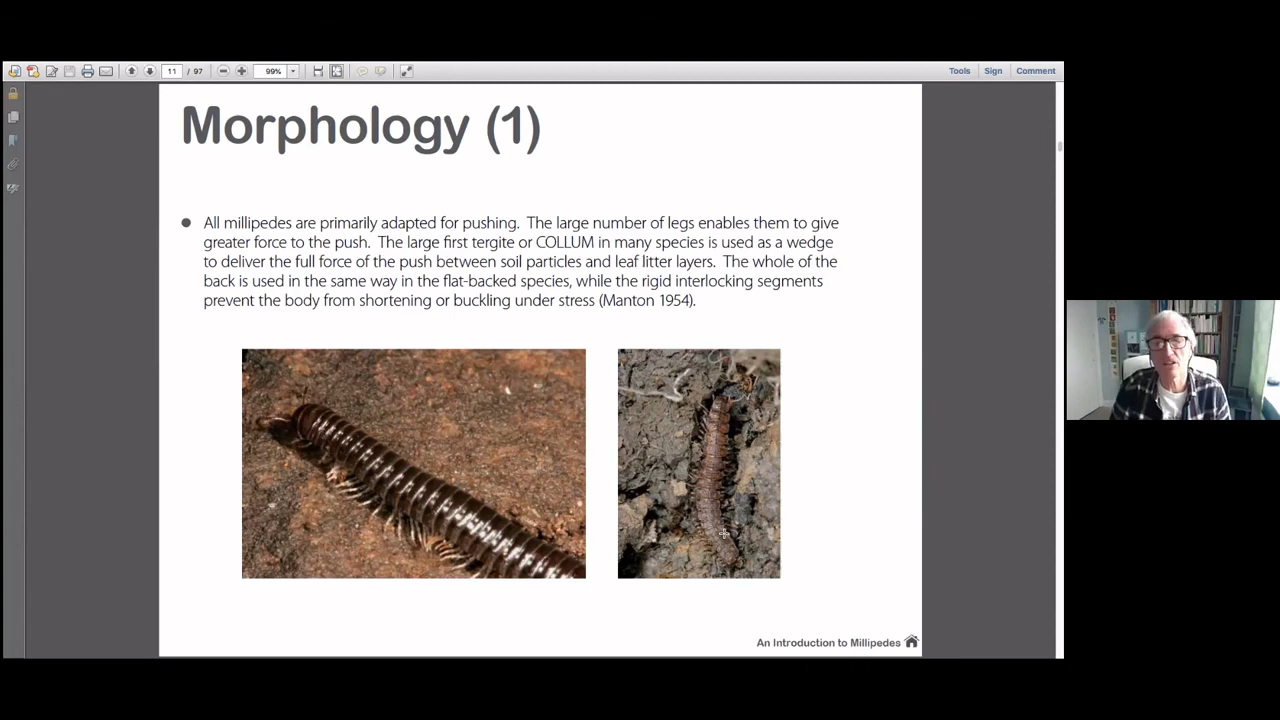 11 / 97
99%
Tools Sign Comment
Morphology (1)
All millipedes are primarily adapted for pushing. The large number of legs enables them to give
greater force to the push. The large first tergite or COLLUM in many species is used as a wedge
to deliver the full force of the push between soil particles and leaf litter layers. The whole of the
back is used in the same way in the flat-backed species, while the rigid interlocking segments
prevent the body from shortening or buckling under stress (Manton 1954).
An Introduction to Millipedes